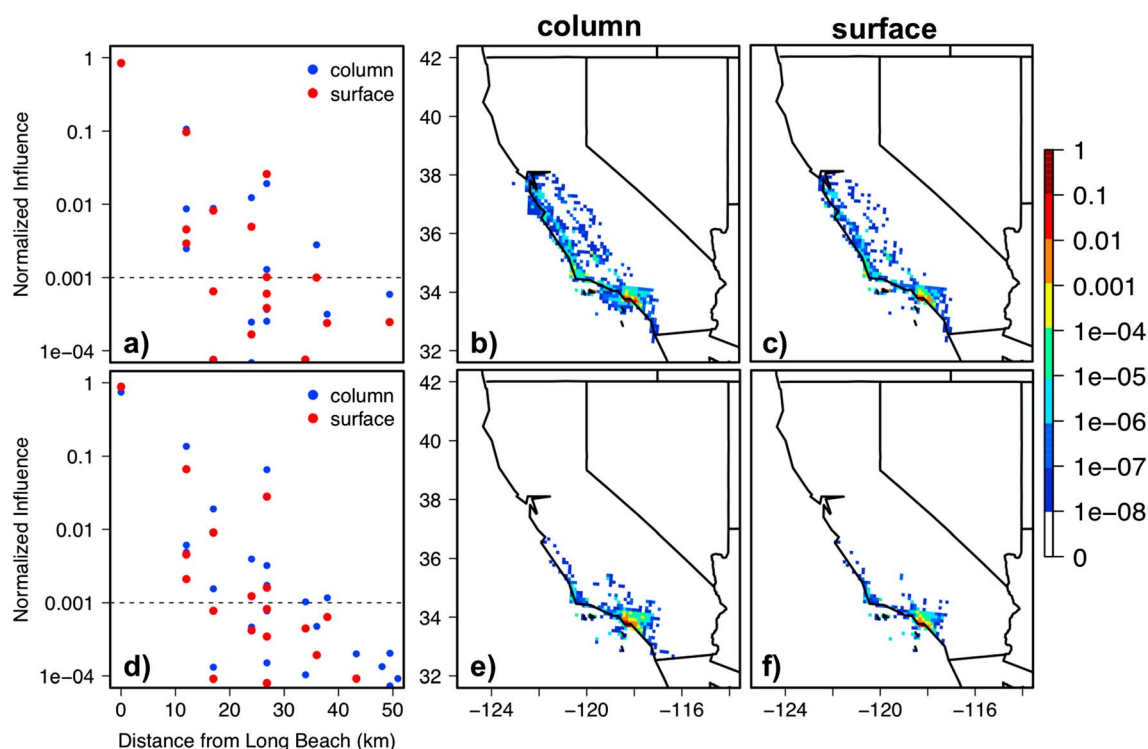 column surface
1
0.1
0.01
0.001
1e−04
Normalized Influence
column
surface
a)
42
40
38
36
34
32
b)
c)
1
0.1
0.01
0.001
1e−04
1e−05
1e−06
1e−07
1e−08
0
1
0.1
0.01
0.001
1e−04
Normalized Influence
column
surface
d)
0 10 20 30 40 50
Distance from Long Beach (km)
42
40
38
36
34
32
e)
−124 −120 −116
f)
−124 −120 −116